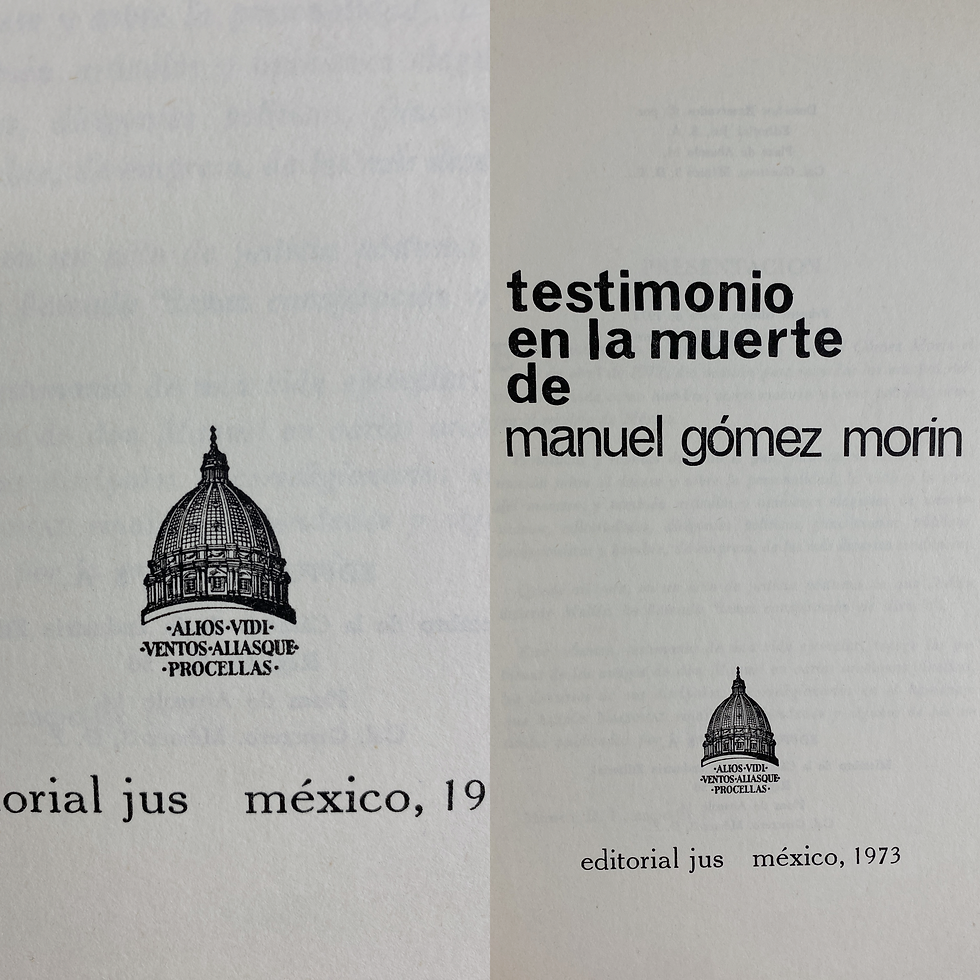 ·ALIOS·VIDI·
·VENTOS·ALIASQUE·
·PROCELLAS·
orial jus méxico, 19
testimonio
en la muerte
de
manuel gómez morin
·ALIOS·VIDI·
·VENTOS·ALIASQUE·
·PROCELLAS·
editorial jus méxico, 1973